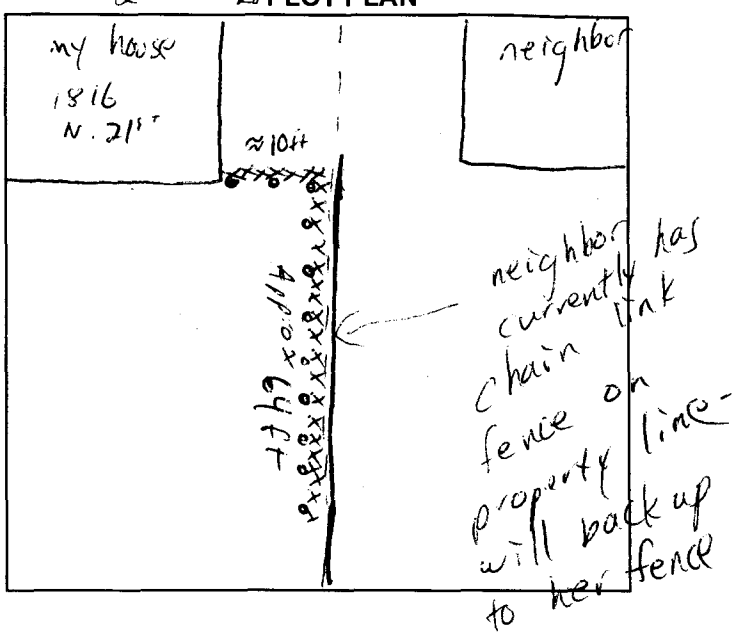 PLOT PLAN
my house
1816
N. 21st
neighbor
≈10ft
Approx 64 ft
neighbor
currently has
chain link
fence on
property line-
will back up
to her fence